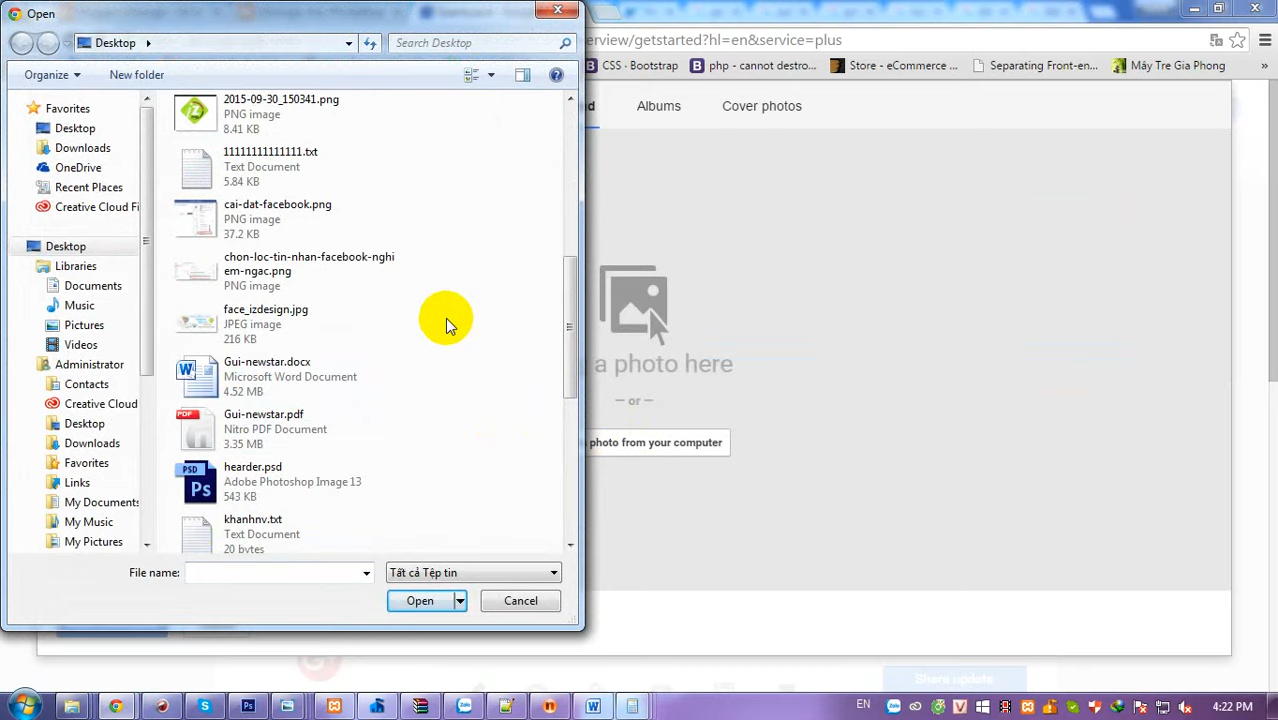 Open
erview/getstarted?hl=en&service=plus
Desktop
Search Desktop
CSS · Bootstrap
php - cannot destro...
Store - eCommerce ...
Separating Front-en...
Máy Tre Gia Phong
»
Organize
New folder
Albums
Cover photos
Favorites
Desktop
Downloads
OneDrive
Recent Places
Creative Cloud Fi
Desktop
Libraries
Documents
Music
Pictures
Videos
Administrator
Contacts
Creative Cloud
Desktop
Downloads
Favorites
Links
My Documents
My Music
My Pictures
2015-09-30_150341.png
PNG image
8.41 KB
11111111111111.txt
Text Document
5.84 KB
cai-dat-facebook.png
PNG image
37.2 KB
chon-loc-tin-nhan-facebook-nghi
em-ngac.png
PNG image
face_izdesign.jpg
JPEG image
216 KB
Gui-newstar.docx
Microsoft Word Document
4.52 MB
PDF
Gui-newstar.pdf
Nitro PDF Document
3.35 MB
PSD
Ps
hearder.psd
Adobe Photoshop Image 13
543 KB
khanhnv.txt
Text Document
20 bytes
a photo here
— or —
photo from your computer
File name:
Tất cả Tệp tin
Open
Cancel
Share update
EN
4:22 PM